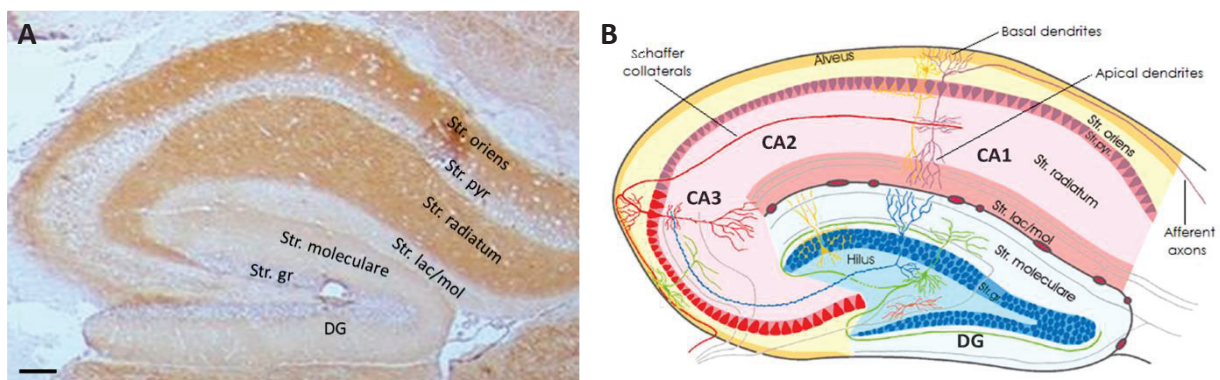 A
Str. oriens
Str. pyr
Str. radiatum
Str. lac/mol
Str. moleculare
Str. gr
DG
B
Basal dendrites
Schaffer
collaterals
Alveus
Apical dendrites
CA2
CA1
CA3
Str. oriens
Str.pyr.
Str. radiatum
Str. lac/mol
Str. moleculare
Afferent
axons
Hilus
Str.gr.
DG